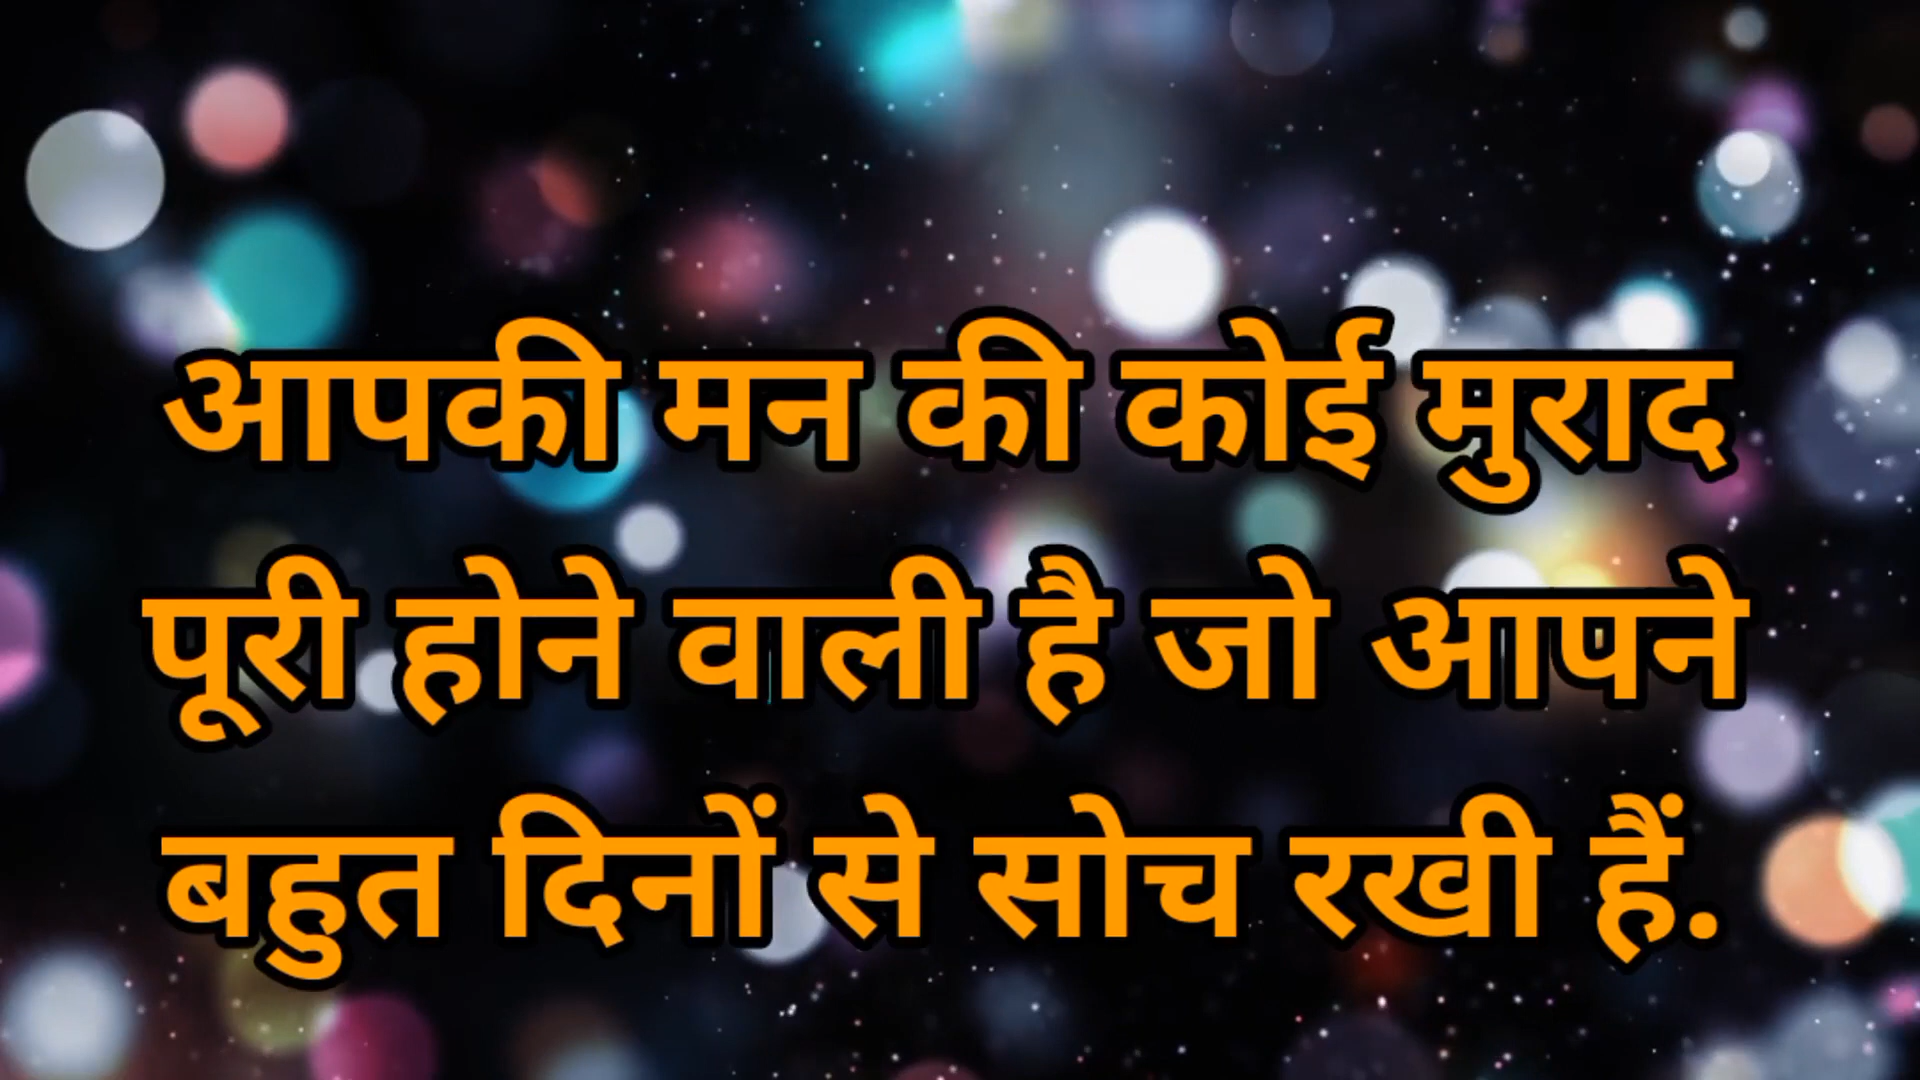 आपकी मन की कोई मुराद
पूरी होने वाली है जो आपने
बहुत दिनों से सोच रखी हैं.